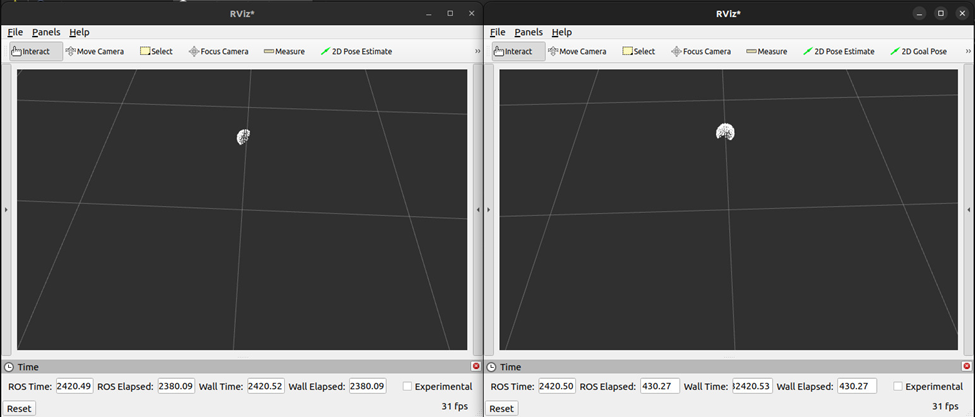 RViz*
File Panels Help
Interact Move Camera Select Focus Camera Measure 2D Pose Estimate »
Time
ROS Time: 2420.49 ROS Elapsed: 2380.09 Wall Time: 2420.52 Wall Elapsed: 2380.09 Experimental
Reset 31 fps
RViz*
File Panels Help
Interact Move Camera Select Focus Camera Measure 2D Pose Estimate 2D Goal Pose »
Time
ROS Time: 2420.50 ROS Elapsed: 430.27 Wall Time: 2420.53 Wall Elapsed: 430.27 Experimental
Reset 31 fps